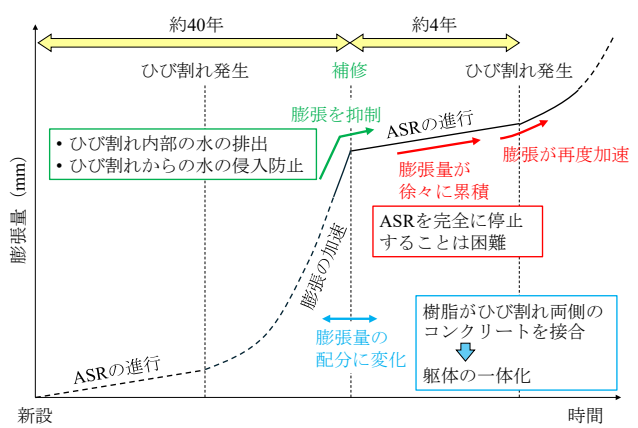 約40年
約4年
ひび割れ発生
補修
ひび割れ発生
膨張を抑制
ASRの進行
• ひび割れ内部の水の排出
• ひび割れからの水の侵入防止
膨張量が
徐々に累積
膨張が再度加速
ASRを完全に停止
することは困難
膨張量（mm）
膨張の加速
膨張量の
配分に変化
樹脂がひび割れ両側の
コンクリートを接合
躯体の一体化
ASRの進行
新設
時間